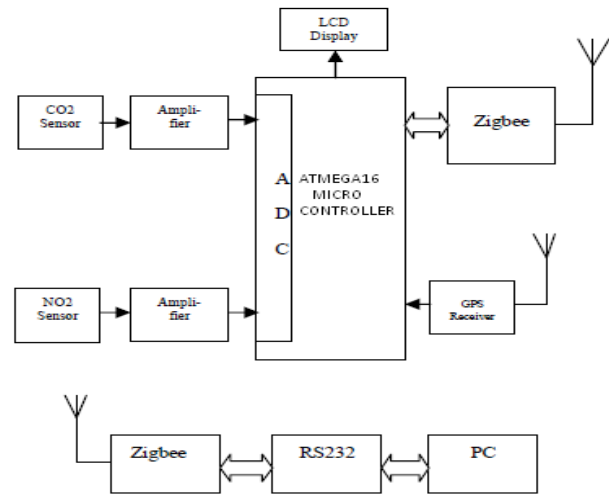 LCD
Display
CO2
Sensor
Ampli-
fier
Zigbee
A
D
C
ATMEGA16
MICRO
CONTROLLER
NO2
Sensor
Ampli-
fier
GPS
Receiver
Zigbee
RS232
PC